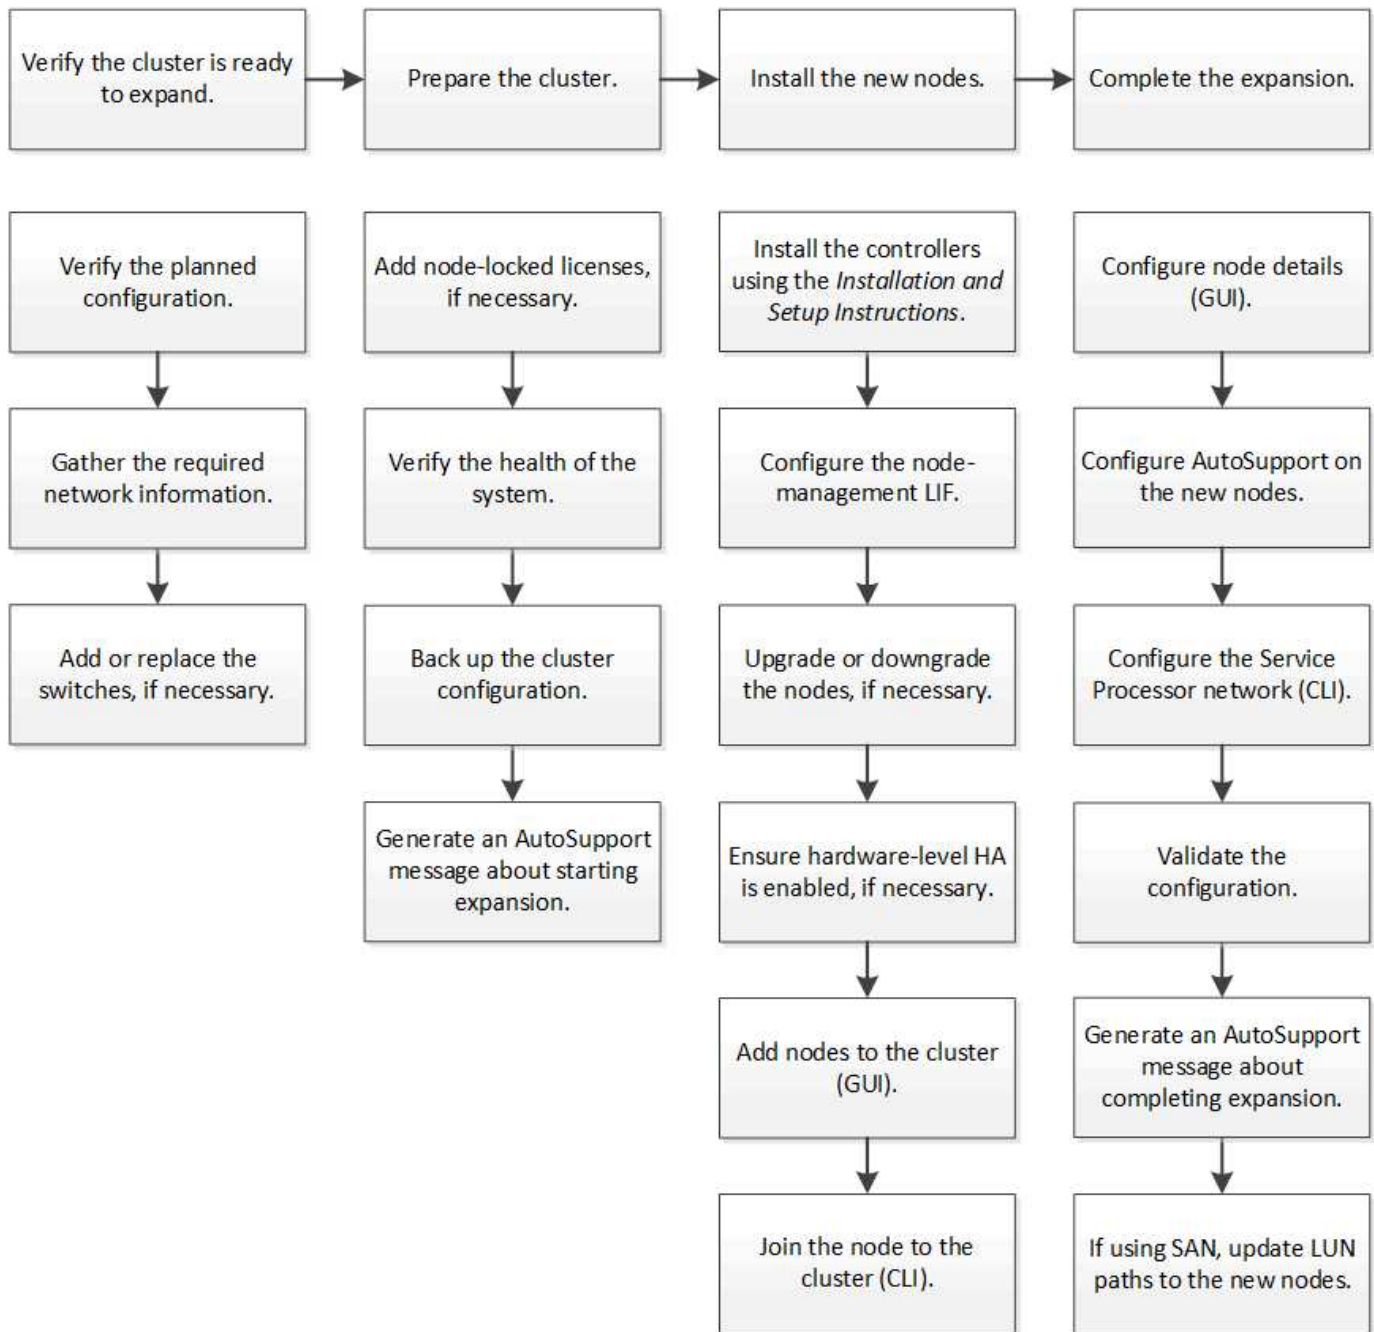 Verify the cluster is ready
to expand.
Prepare the cluster.
Install the new nodes.
Complete the expansion.
Verify the planned
configuration.
Gather the required
network information.
Add or replace the
switches, if necessary.
Add node-locked licenses,
if necessary.
Verify the health of the
system.
Back up the cluster
configuration.
Generate an AutoSupport
message about starting
expansion.
Install the controllers
using the Installation and
Setup Instructions.
Configure the node-
management LIF.
Upgrade or downgrade
the nodes, if necessary.
Ensure hardware-level HA
is enabled, if necessary.
Add nodes to the cluster
(GUI).
Join the node to the
cluster (CLI).
Configure node details
(GUI).
Configure AutoSupport on
the new nodes.
Configure the Service
Processor network (CLI).
Validate the
configuration.
Generate an AutoSupport
message about
completing expansion.
If using SAN, update LUN
paths to the new nodes.